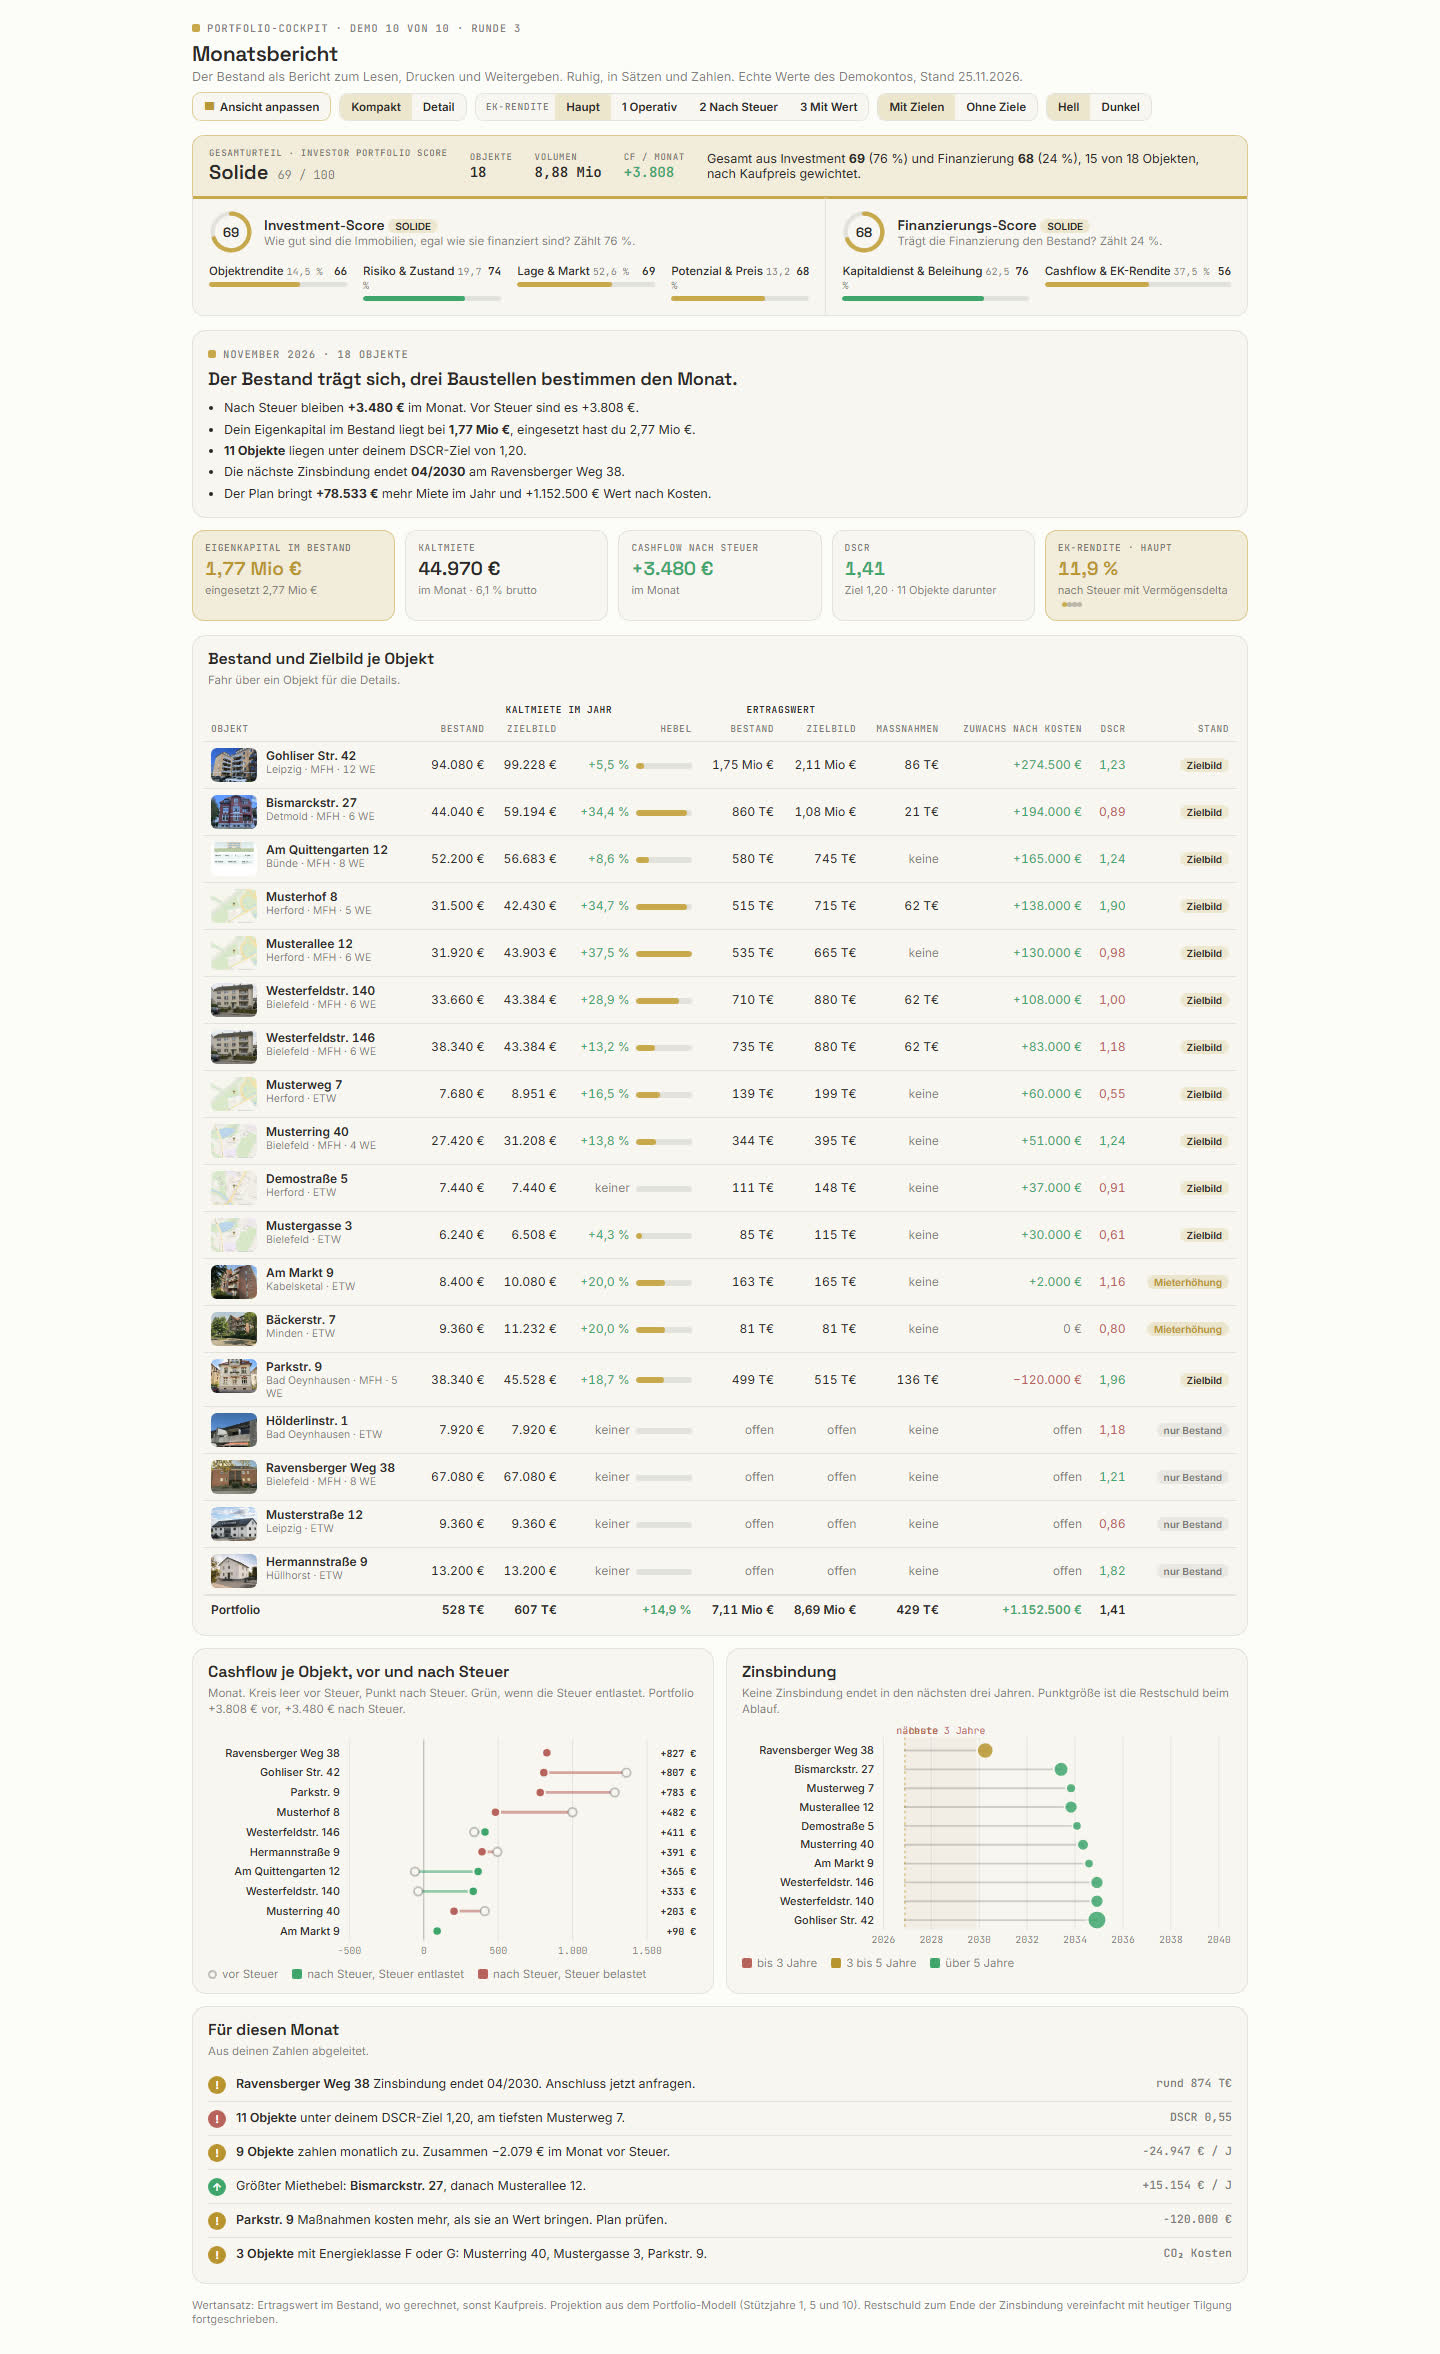 PORTFOLIO-COCKPIT · DEMO 10 VON 10 · RUNDE 3
Monatsbericht
Der Bestand als Bericht zum Lesen, Drucken und Weitergeben. Ruhig, in Sätzen und Zahlen. Echte Werte des Demokontos, Stand 25.11.2026.
Ansicht anpassen Kompakt Detail EK-RENDITE Haupt 1 Operativ 2 Nach Steuer 3 Mit Wert Mit Zielen Ohne Ziele Hell Dunkel
GESAMTURTEIL · INVESTOR PORTFOLIO SCORE
Solide 69 / 100
OBJEKTE
18
VOLUMEN
8,88 Mio
CF / MONAT
+3.808
Gesamt aus Investment 69 (76 %) und Finanzierung 68 (24 %), 15 von 18 Objekten,
nach Kaufpreis gewichtet.
69
Investment-Score SOLIDE
Wie gut sind die Immobilien, egal wie sie finanziert sind? Zählt 76 %.
Objektrendite 14,5 % 66
Risiko & Zustand 19,7 % 74
Lage & Markt 52,6 % 69
Potenzial & Preis 13,2 % 68
68
Finanzierungs-Score SOLIDE
Trägt die Finanzierung den Bestand? Zählt 24 %.
Kapitaldienst & Beleihung 62,5 % 76
Cashflow & EK-Rendite 37,5 % 56
NOVEMBER 2026 · 18 OBJEKTE
Der Bestand trägt sich, drei Baustellen bestimmen den Monat.
• Nach Steuer bleiben +3.480 € im Monat. Vor Steuer sind es +3.808 €.
• Dein Eigenkapital im Bestand liegt bei 1,77 Mio €, eingesetzt hast du 2,77 Mio €.
• 11 Objekte liegen unter deinem DSCR-Ziel von 1,20.
• Die nächste Zinsbindung endet 04/2030 am Ravensberger Weg 38.
• Der Plan bringt +78.533 € mehr Miete im Jahr und +1.152.500 € Wert nach Kosten.
EIGENKAPITAL IM BESTAND
1,77 Mio €
eingesetzt 2,77 Mio €
KALTMIETE
44.970 €
im Monat · 6,1 % brutto
CASHFLOW NACH STEUER
+3.480 €
im Monat
DSCR
1,41
Ziel 1,20 · 11 Objekte darunter
EK-RENDITE · HAUPT
11,9 %
nach Steuer mit Vermögensdelta
Bestand und Zielbild je Objekt
Fahr über ein Objekt für die Details.
KALTMIETE IM JAHR ERTRAGSWERT
OBJEKT BESTAND ZIELBILD HEBEL BESTAND ZIELBILD MASSNAHMEN ZUWACHS NACH KOSTEN DSCR STAND
Gohliser Str. 42
Leipzig · MFH · 12 WE
94.080 € 99.228 € +5,5 % 1,75 Mio € 2,11 Mio € 86 T€ +274.500 € 1,23 Zielbild
Bismarckstr. 27
Detmold · MFH · 6 WE
44.040 € 59.194 € +34,4 % 860 T€ 1,08 Mio € 21 T€ +194.000 € 0,89 Zielbild
Am Quittengarten 12
Bünde · MFH · 8 WE
52.200 € 56.683 € +8,6 % 580 T€ 745 T€ keine +165.000 € 1,24 Zielbild
Musterhof 8
Herford · MFH · 5 WE
31.500 € 42.430 € +34,7 % 515 T€ 715 T€ 62 T€ +138.000 € 1,90 Zielbild
Musterallee 12
Herford · MFH · 6 WE
31.920 € 43.903 € +37,5 % 535 T€ 665 T€ keine +130.000 € 0,98 Zielbild
Westerfeldstr. 140
Bielefeld · MFH · 6 WE
33.660 € 43.384 € +28,9 % 710 T€ 880 T€ 62 T€ +108.000 € 1,00 Zielbild
Westerfeldstr. 146
Bielefeld · MFH · 6 WE
38.340 € 43.384 € +13,2 % 735 T€ 880 T€ 62 T€ +83.000 € 1,18 Zielbild
Musterweg 7
Herford · ETW
7.680 € 8.951 € +16,5 % 139 T€ 199 T€ keine +60.000 € 0,55 Zielbild
Musterring 40
Bielefeld · MFH · 4 WE
27.420 € 31.208 € +13,8 % 344 T€ 395 T€ keine +51.000 € 1,24 Zielbild
Demostraße 5
Herford · ETW
7.440 € 7.440 € keiner 111 T€ 148 T€ keine +37.000 € 0,91 Zielbild
Mustergasse 3
Bielefeld · ETW
6.240 € 6.508 € +4,3 % 85 T€ 115 T€ keine +30.000 € 0,61 Zielbild
Am Markt 9
Kabelsketal · ETW
8.400 € 10.080 € +20,0 % 163 T€ 165 T€ keine +2.000 € 1,16 Mieterhöhung
Bäckerstr. 7
Minden · ETW
9.360 € 11.232 € +20,0 % 81 T€ 81 T€ keine 0 € 0,80 Mieterhöhung
Parkstr. 9
Bad Oeynhausen · MFH · 5
WE
38.340 € 45.528 € +18,7 % 499 T€ 515 T€ 136 T€ −120.000 € 1,96 Zielbild
Hölderlinstr. 1
Bad Oeynhausen · ETW
7.920 € 7.920 € keiner offen offen keine offen 1,18 nur Bestand
Ravensberger Weg 38
Bielefeld · MFH · 8 WE
67.080 € 67.080 € keiner offen offen keine offen 1,21 nur Bestand
Musterstraße 12
Leipzig · ETW
9.360 € 9.360 € keiner offen offen keine offen 0,86 nur Bestand
Hermannstraße 9
Hüllhorst · ETW
13.200 € 13.200 € keiner offen offen keine offen 1,82 nur Bestand
Portfolio 528 T€ 607 T€ +14,9 % 7,11 Mio € 8,69 Mio € 429 T€ +1.152.500 € 1,41
Cashflow je Objekt, vor und nach Steuer
Monat. Kreis leer vor Steuer, Punkt nach Steuer. Grün, wenn die Steuer entlastet. Portfolio
+3.808 € vor, +3.480 € nach Steuer.
Ravensberger Weg 38 +827 €
Gohliser Str. 42 +807 €
Parkstr. 9 +783 €
Musterhof 8 +482 €
Westerfeldstr. 146 +411 €
Hermannstraße 9 +391 €
Am Quittengarten 12 +365 €
Westerfeldstr. 140 +333 €
Musterring 40 +203 €
Am Markt 9 +90 €
-500 0 500 1.000 1.500
vor Steuer nach Steuer, Steuer entlastet nach Steuer, Steuer belastet
Zinsbindung
Keine Zinsbindung endet in den nächsten drei Jahren. Punktgröße ist die Restschuld beim
Ablauf.
3 Jahre
Ravensberger Weg 38
Bismarckstr. 27
Musterweg 7
Musterallee 12
Demostraße 5
Musterring 40
Am Markt 9
Westerfeldstr. 146
Westerfeldstr. 140
Gohliser Str. 42
2026 2028 2030 2032 2034 2036 2038 2040
bis 3 Jahre 3 bis 5 Jahre über 5 Jahre
Für diesen Monat
Aus deinen Zahlen abgeleitet.
! Ravensberger Weg 38 Zinsbindung endet 04/2030. Anschluss jetzt anfragen. rund 874 T€
! 11 Objekte unter deinem DSCR-Ziel 1,20, am tiefsten Musterweg 7. DSCR 0,55
! 9 Objekte zahlen monatlich zu. Zusammen −2.079 € im Monat vor Steuer. -24.947 € / J
Größter Miethebel: Bismarckstr. 27, danach Musterallee 12. +15.154 € / J
! Parkstr. 9 Maßnahmen kosten mehr, als sie an Wert bringen. Plan prüfen. -120.000 €
! 3 Objekte mit Energieklasse F oder G: Musterring 40, Mustergasse 3, Parkstr. 9. CO₂ Kosten
Wertansatz: Ertragswert im Bestand, wo gerechnet, sonst Kaufpreis. Projektion aus dem Portfolio-Modell (Stützjahre 1, 5 und 10). Restschuld zum Ende der Zinsbindung vereinfacht mit heutiger Tilgung
fortgeschrieben.